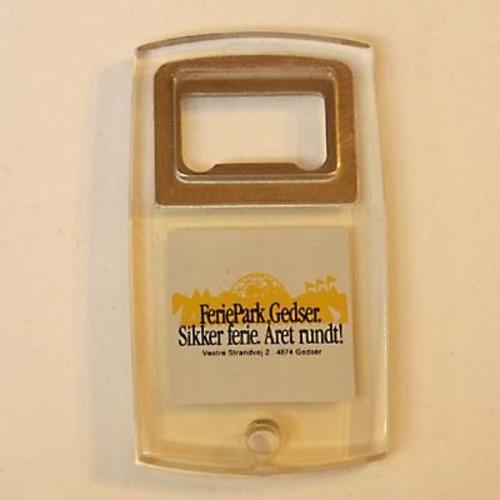 FeriePark, Gedser.
Sikker ferie. Året rundt!
Vestre Strandvej 2 . 4874 Gedser